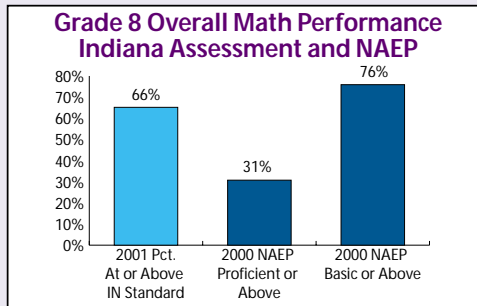 Grade 8 Overall Math Performance
Indiana Assessment and NAEP
80%
70%
60%
50%
40%
30%
20%
10%
0%
66%
31%
76%
2001 Pct.
At or Above
IN Standard
2000 NAEP
Proficient or
Above
2000 NAEP
Basic or Above